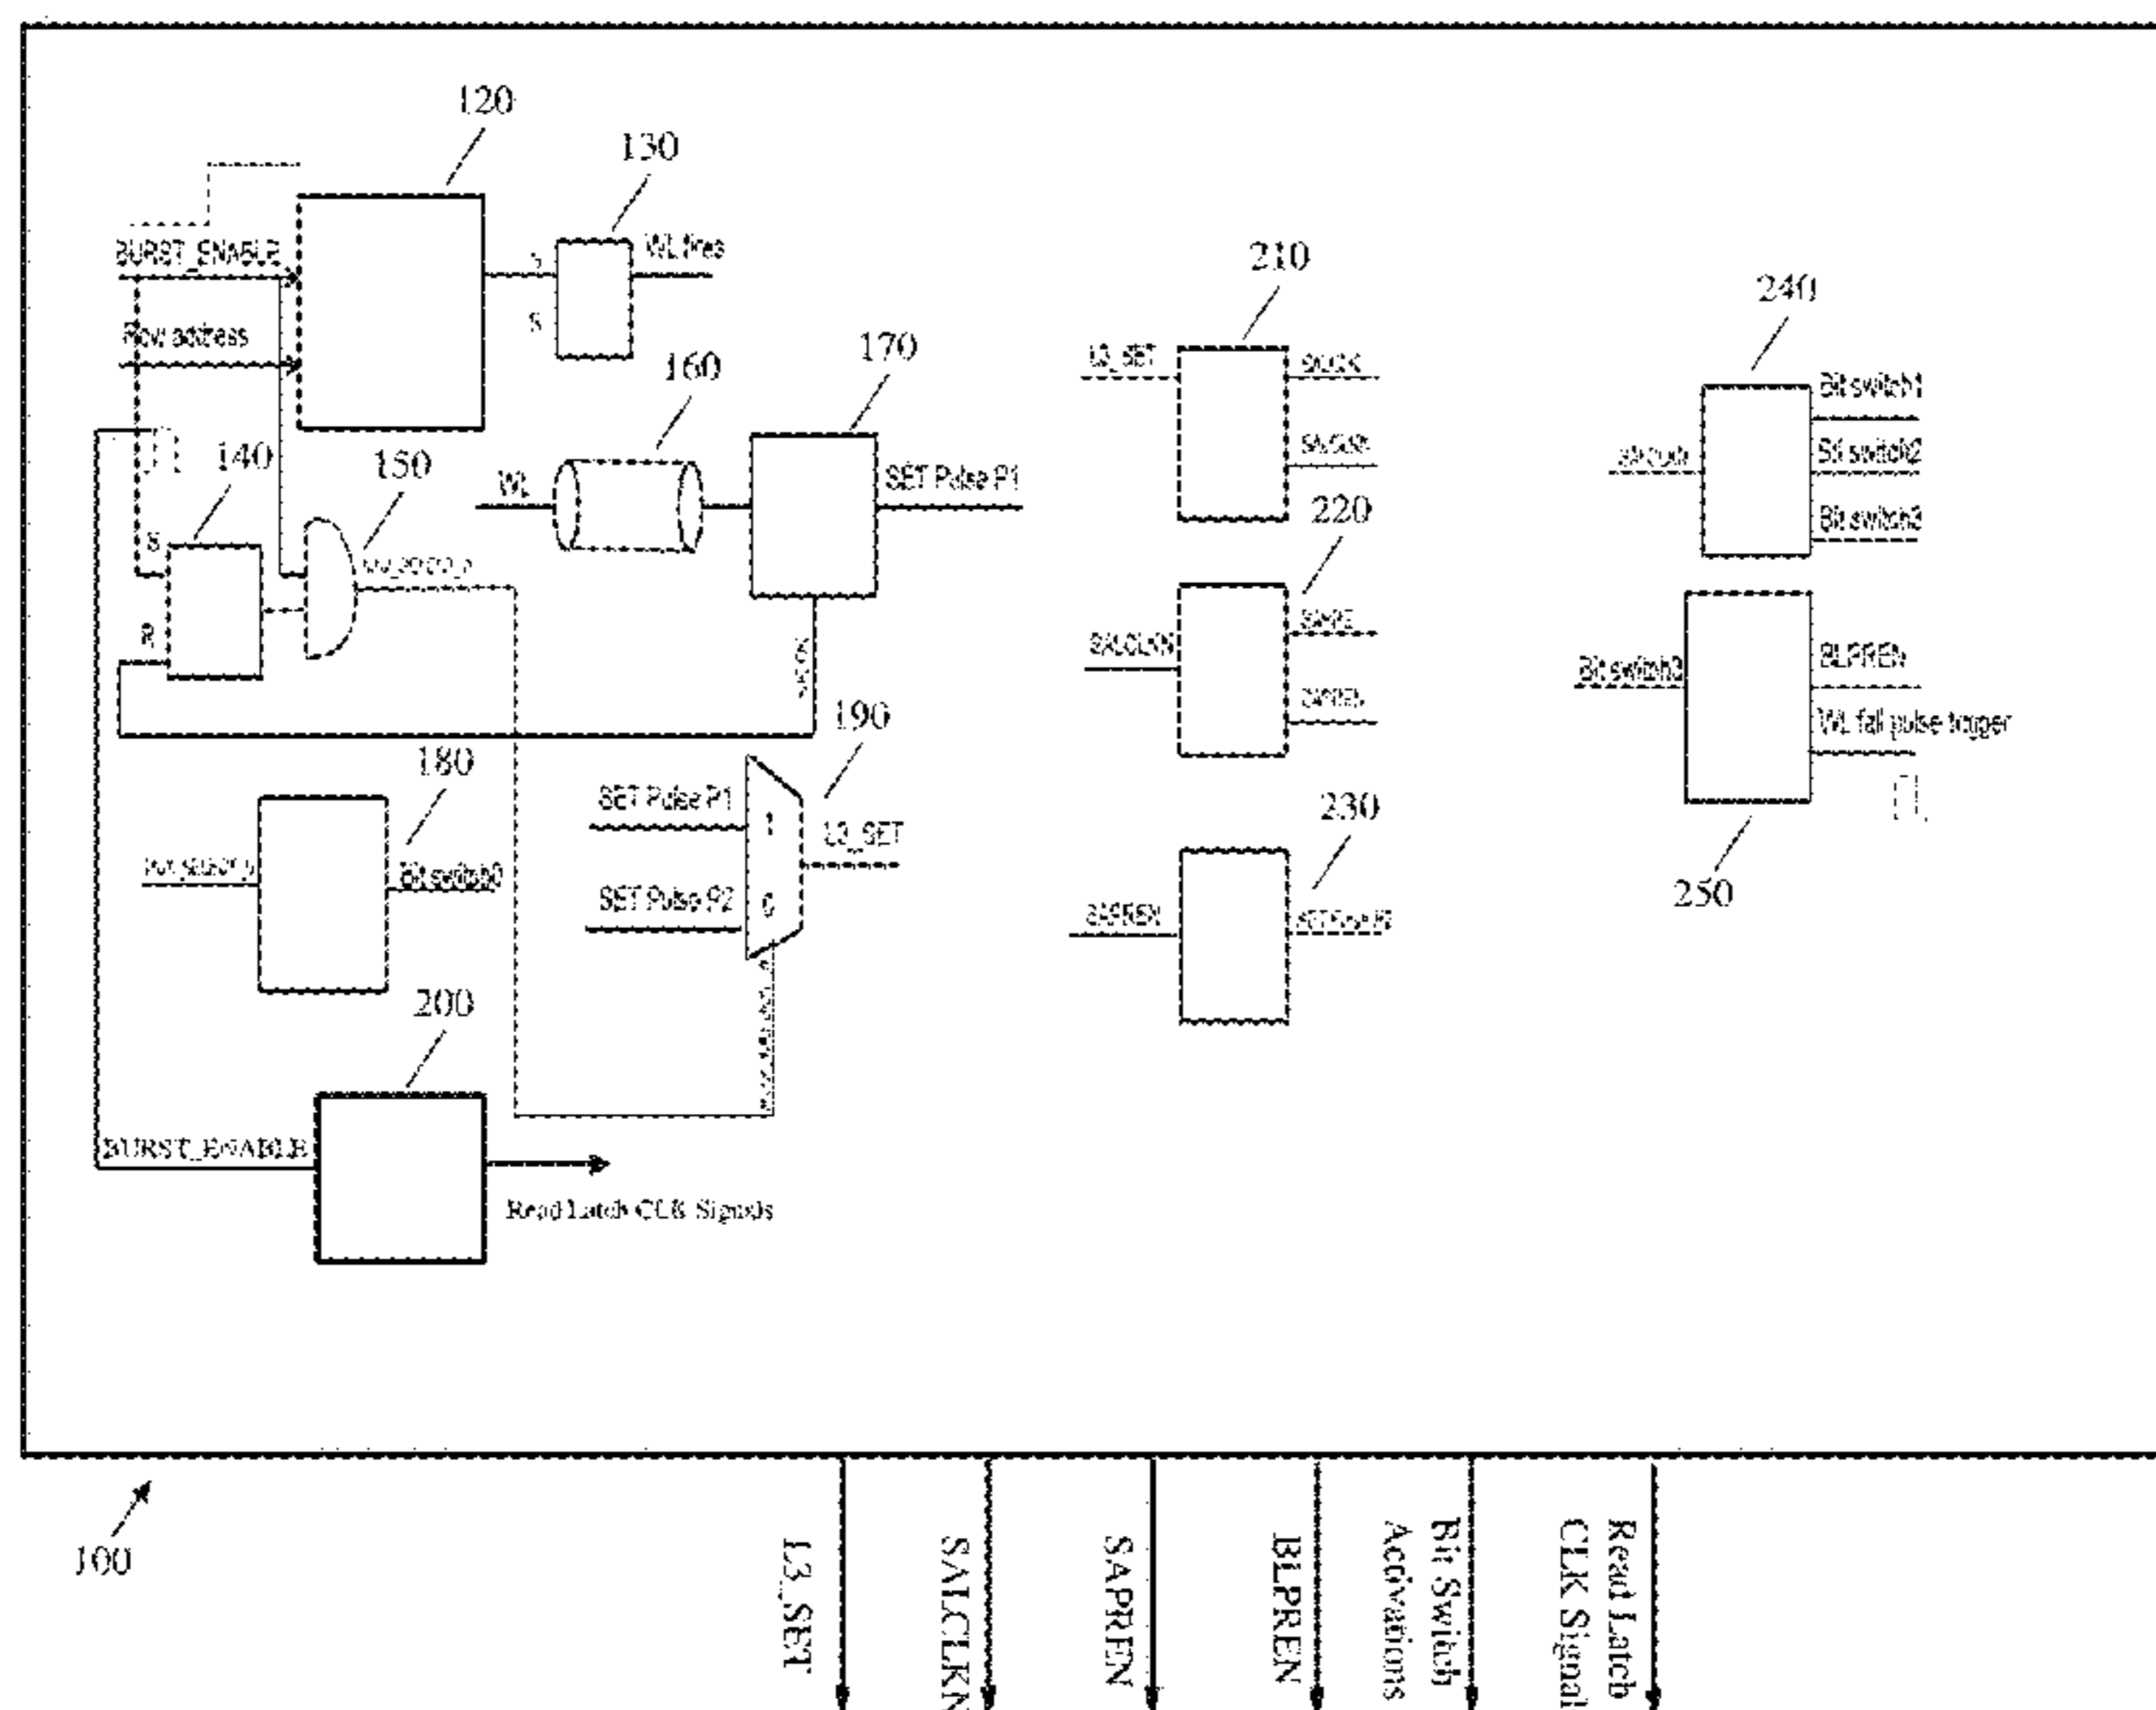 120
130
BURST_ENABLE
S
WL fires
Row address
S
210
240
170
160
L3_SET
Bit switch1
140
150
Bit switch2
WL
SET Pulse P1
220
Bit switch3
S
R
SALCLKN
Bit switch3
BLPREN
WL fall pulse trigger
190
180
SET Pulse P1
1
L3_SET
230
Bit switch0
SET Pulse P2
0
SAPREN
250
200
BURST_ENABLE
Read Latch CLK Signals
100
L3_SET
SALCLKN
SAPREN
BLPREN
Bit Switch
Activations
Read Latch
CLK Signal